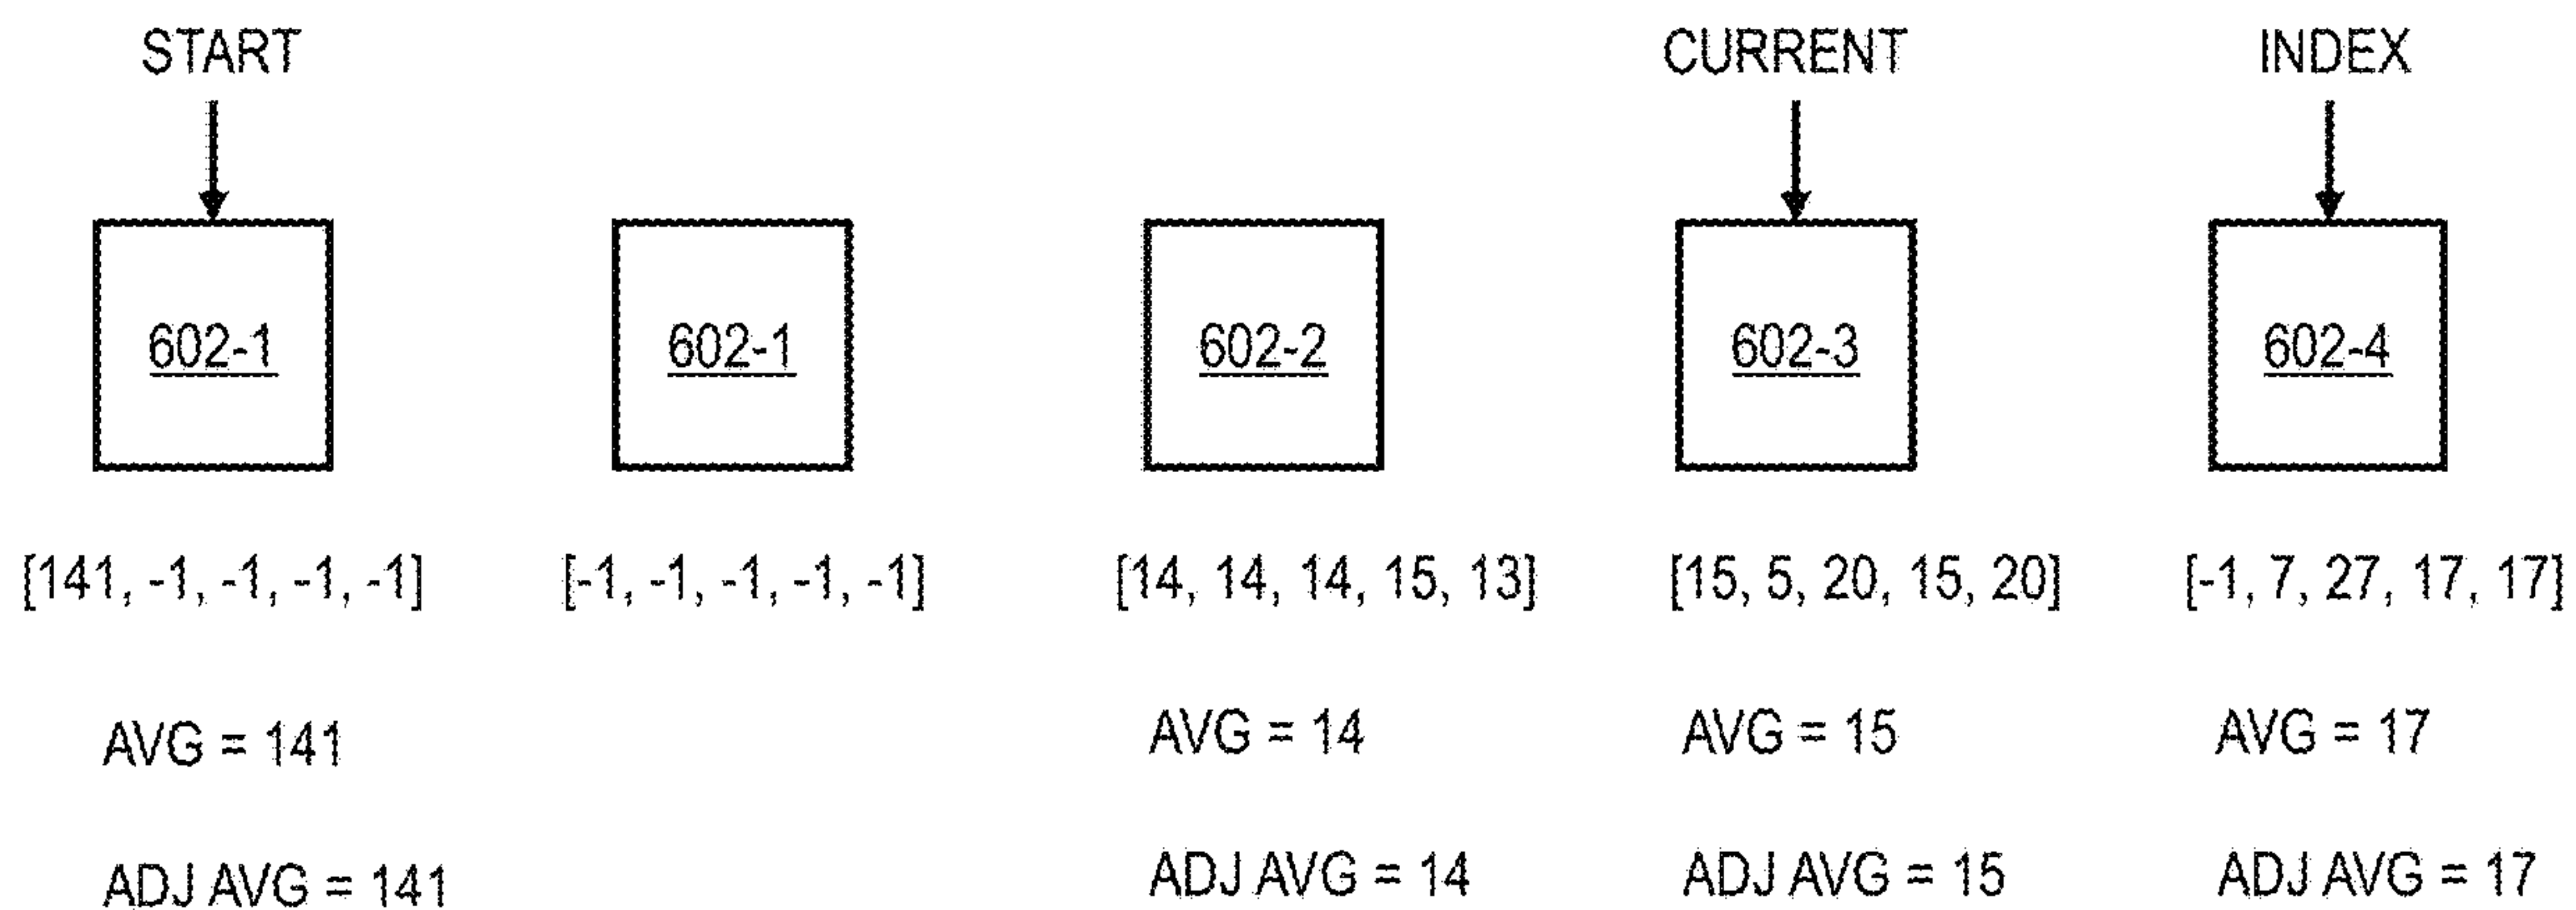 START CURRENT INDEX
602-1 602-1 602-2 602-3 602-4
[141, -1, -1, -1, -1] [-1, -1, -1, -1, -1] [14, 14, 14, 15, 13] [15, 5, 20, 15, 20] [-1, 7, 27, 17, 17]
AVG = 141 AVG = 14 AVG = 15 AVG = 17
ADJ AVG = 141 ADJ AVG = 14 ADJ AVG = 15 ADJ AVG = 17